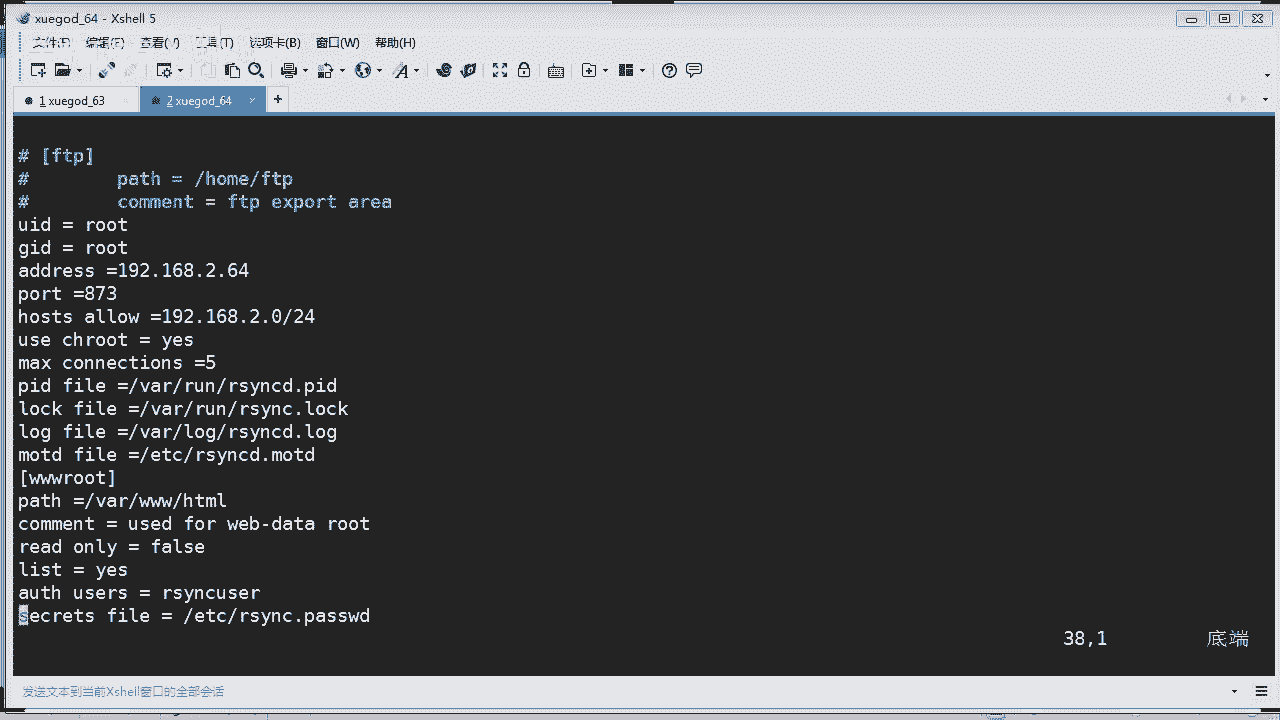 xuegod_64 - Xshell 5
文件(F) 编辑(E) 查看(V) 工具(T) 选项卡(B) 窗口(W) 帮助(H)
1 xuegod_63
2 xuegod_64
# [ftp]
# path = /home/ftp
# comment = ftp export area
uid = root
gid = root
address =192.168.2.64
port =873
hosts allow =192.168.2.0/24
use chroot = yes
max connections =5
pid file =/var/run/rsyncd.pid
lock file =/var/run/rsync.lock
log file =/var/log/rsyncd.log
motd file =/etc/rsyncd.motd
[wwwroot]
path =/var/www/html
comment = used for web-data root
read only = false
list = yes
auth users = rsyncuser
secrets file = /etc/rsync.passwd
38,1 底端
发送文本到当前Xshell窗口的全部会话